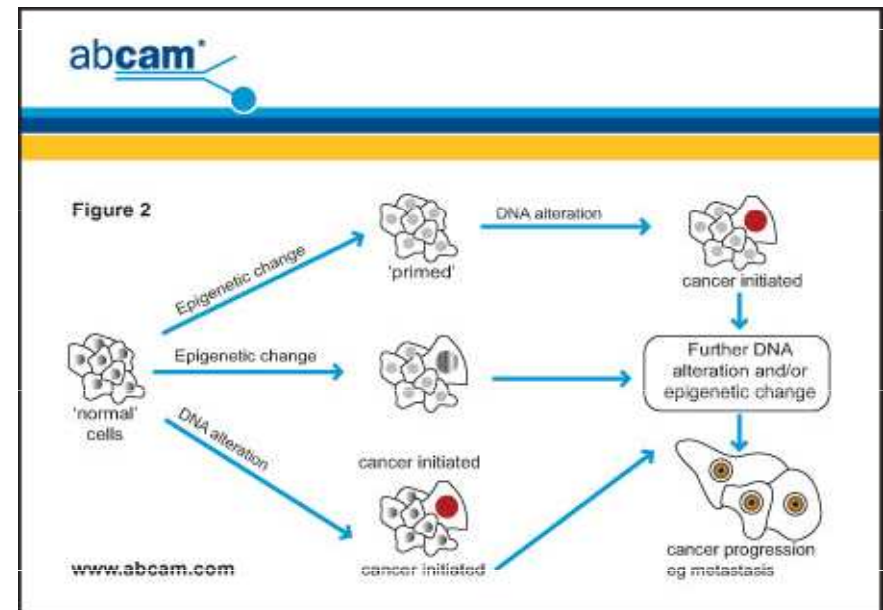 abcam®
Figure 2
DNA alteration
Epigenetic change
'primed'
cancer initiated
Epigenetic change
Further DNA
alteration and/or
epigenetic change
'normal'
cells
DNA alteration
cancer initiated
cancer initiated
cancer progression
eg metastasis
www.abcam.com